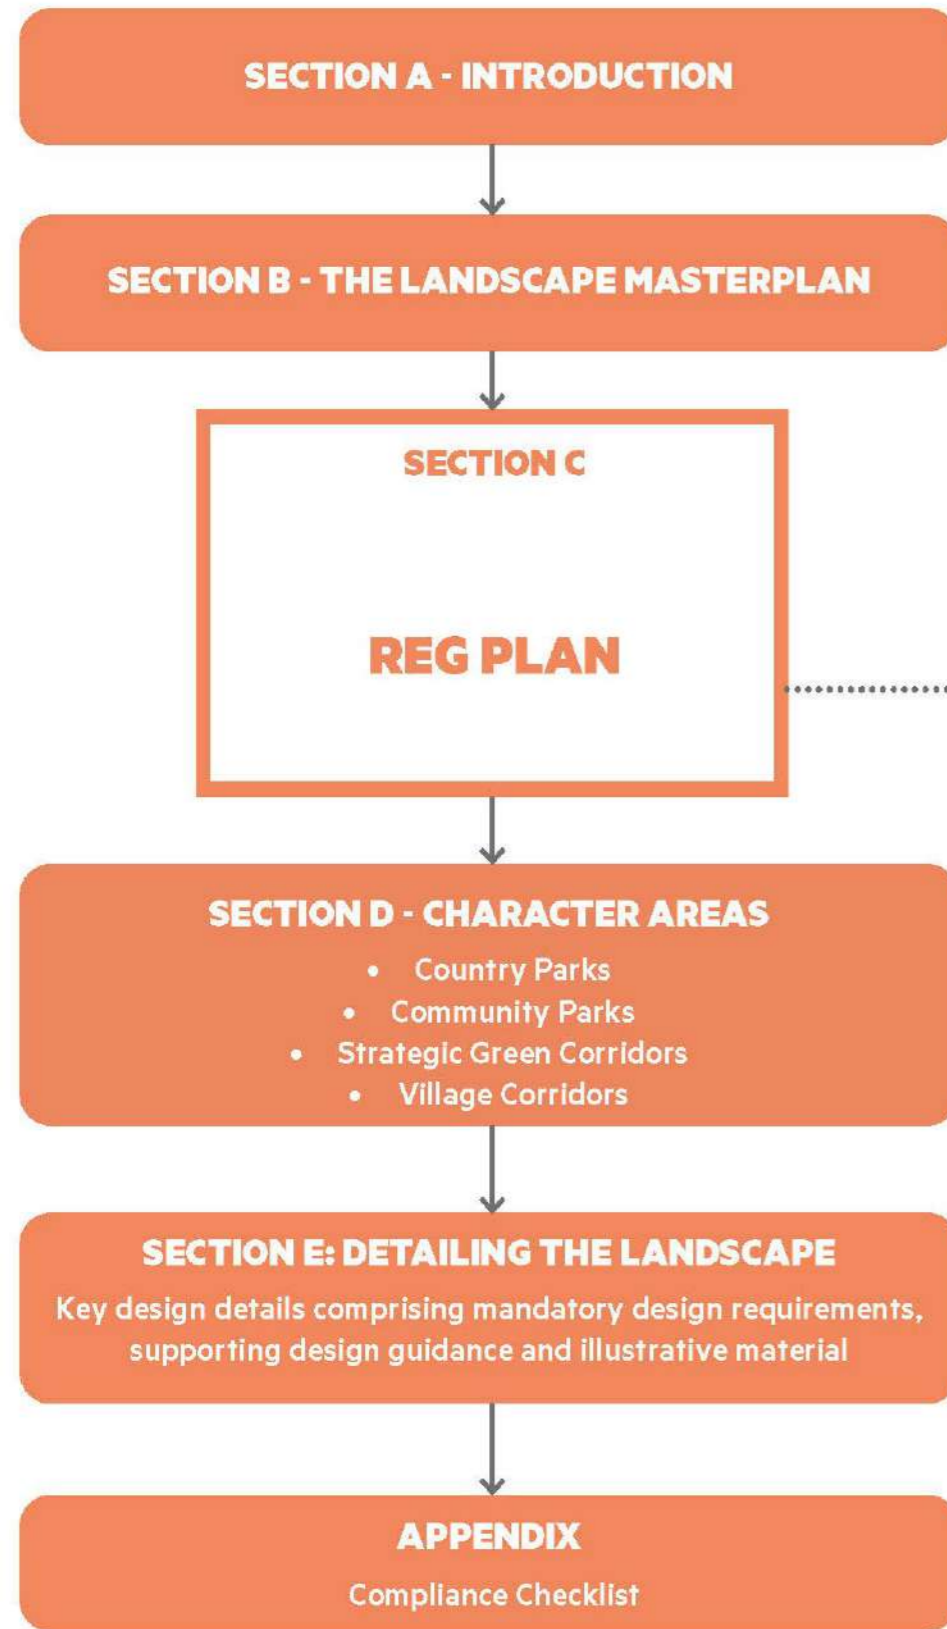 SECTION A - INTRODUCTION
SECTION B - THE LANDSCAPE MASTERPLAN
SECTION C
REG PLAN
SECTION D - CHARACTER AREAS
• Country Parks
• Community Parks
• Strategic Green Corridors
• Village Corridors
SECTION E: DETAILING THE LANDSCAPE
Key design details comprising mandatory design requirements,
supporting design guidance and illustrative material
APPENDIX
Compliance Checklist